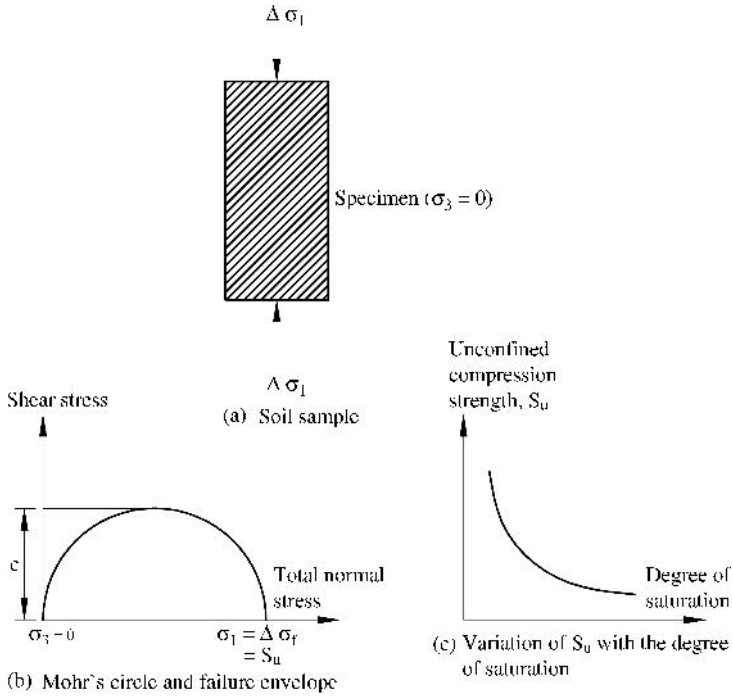 Δ σ1
Specimen (σ3 = 0)
Δ σ1
(a) Soil sample
Shear stress
c
Total normal
stress
σ3 = 0
σ1 = Δ σf
= Su
(b) Mohr's circle and failure envelope
Unconfined
compression
strength, Su
Degree of
saturation
(c) Variation of Su with the degree
of saturation